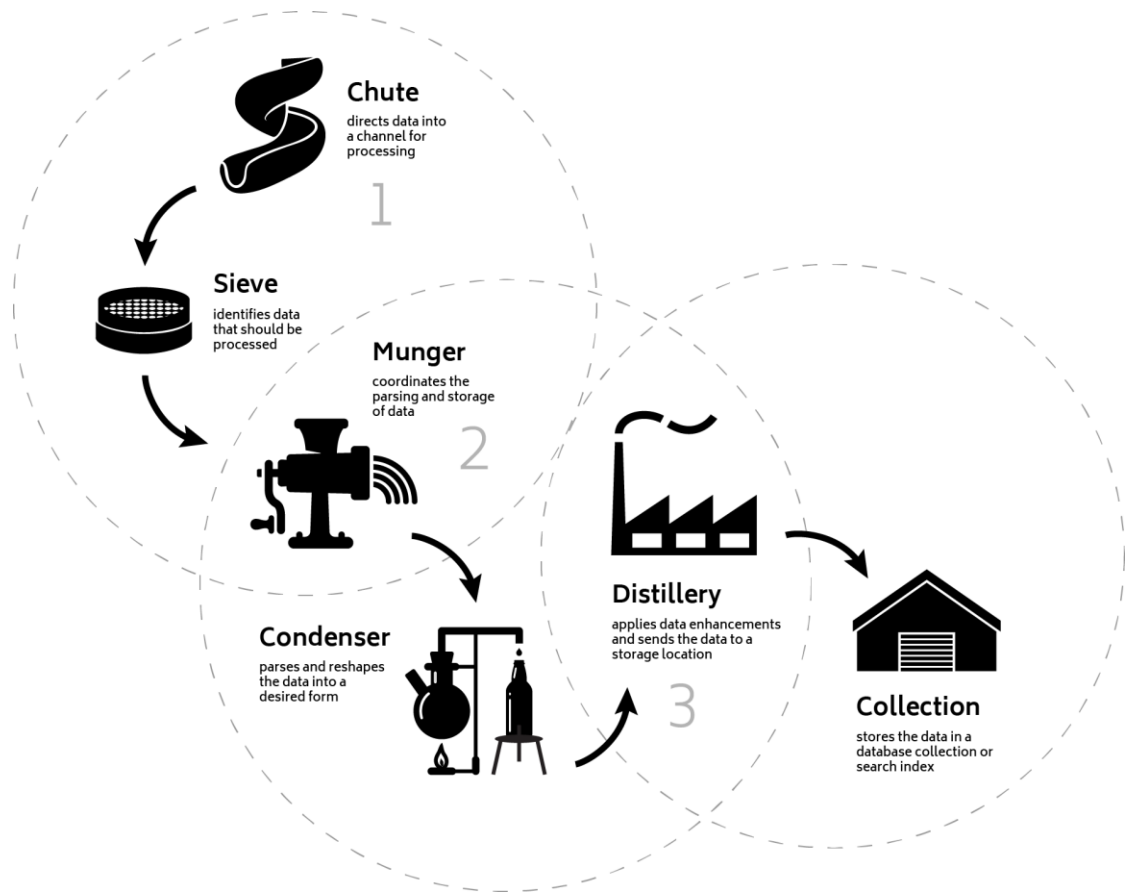 Chute
directs data into
a channel for
processing
1
Sieve
identifies data
that should be
processed
Munger
coordinates the
parsing and storage
of data
2
Condenser
parses and reshapes
the data into a
desired form
Distillery
applies data enhancements
and sends the data to a
storage location
3
Collection
stores the data in a
database collection or
search index